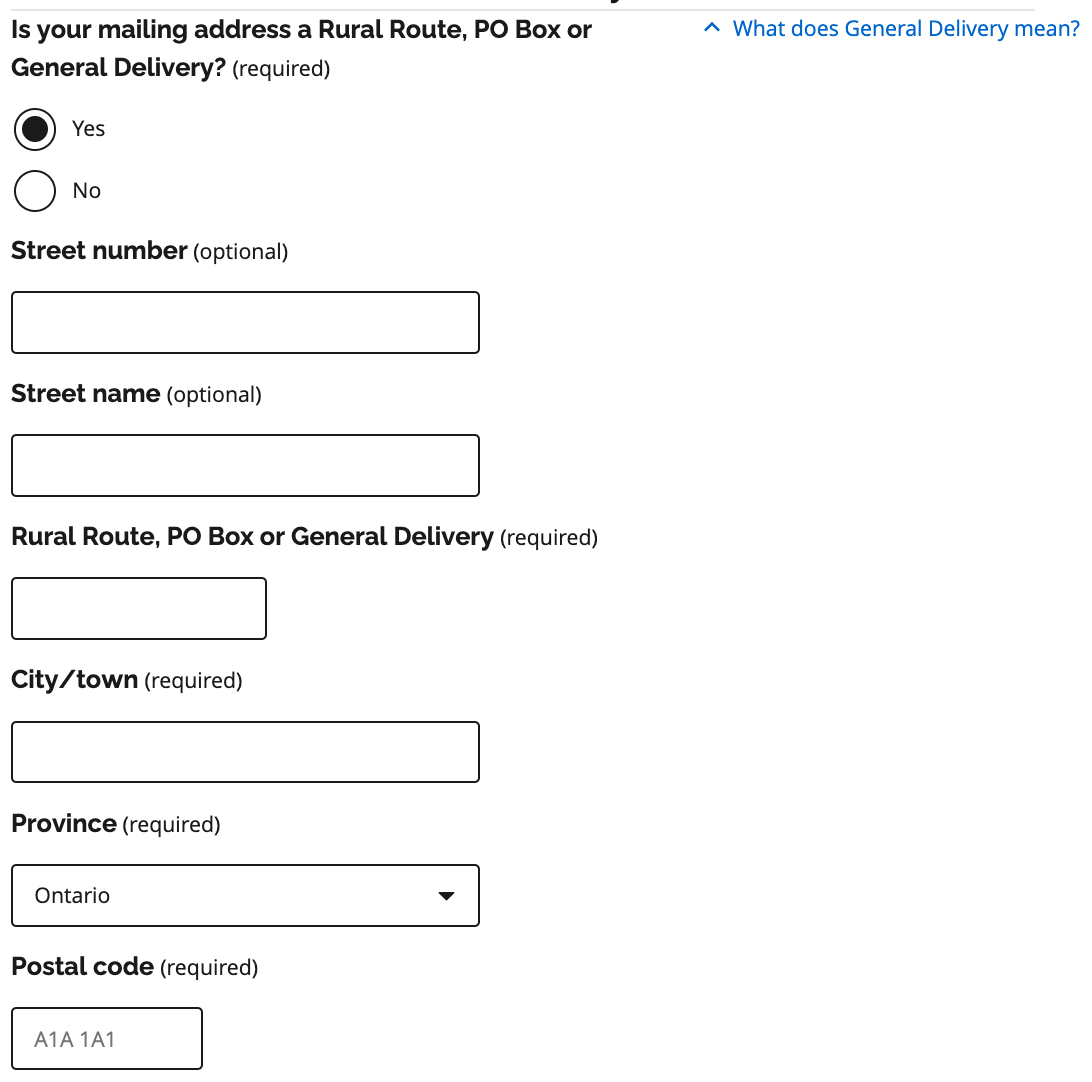 Is your mailing address a Rural Route, PO Box or
General Delivery? (required)
What does General Delivery mean?
Yes
No
Street number (optional)
Street name (optional)
Rural Route, PO Box or General Delivery (required)
City/town (required)
Province (required)
Ontario
Postal code (required)
A1A 1A1